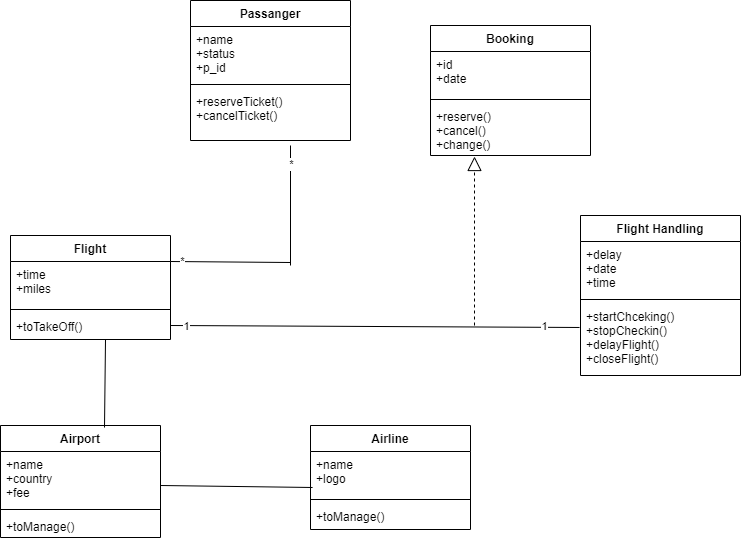 Passanger
+name
+status
+p_id
+reserveTicket()
+cancelTicket()
Booking
+id
+date
+reserve()
+cancel()
+change()
*
*
Flight
+time
+miles
+toTakeOff()
1
1
Flight Handling
+delay
+date
+time
+startChceking()
+stopCheckin()
+delayFlight()
+closeFlight()
Airport
+name
+country
+fee
+toManage()
Airline
+name
+logo
+toManage()